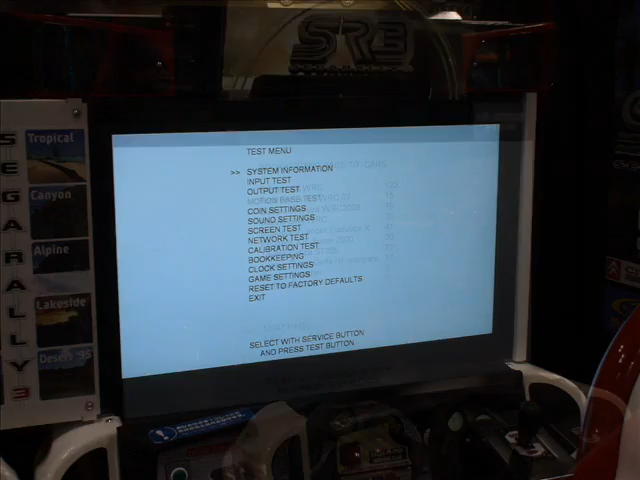 SR3
SEGA RALLY 3
Tropical
Canyon
Alpine
Lakeside
Desert '95
TEST MENU
>> SYSTEM INFORMATION
INPUT TEST
OUTPUT TEST
MOTION BASE TEST
COIN SETTINGS
SOUND SETTINGS
SCREEN TEST
NETWORK TEST
CALIBRATION TEST
BOOKKEEPING
CLOCK SETTINGS
GAME SETTINGS
RESET TO FACTORY DEFAULTS
EXIT
SELECT WITH SERVICE BUTTON
AND PRESS TEST BUTTON